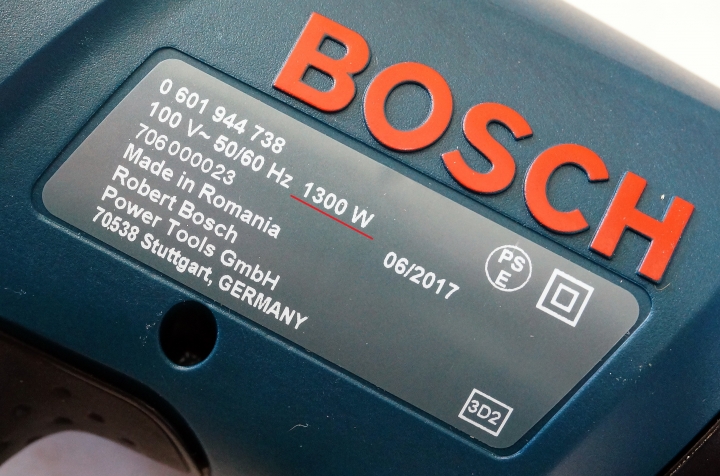 BOSCH
0 601 944 738
100 V~ 50/60 Hz 1300 W
706000023
Made in Romania
Robert Bosch
Power Tools GmbH
70538 Stuttgart, GERMANY
06/2017
PS
E
3D2